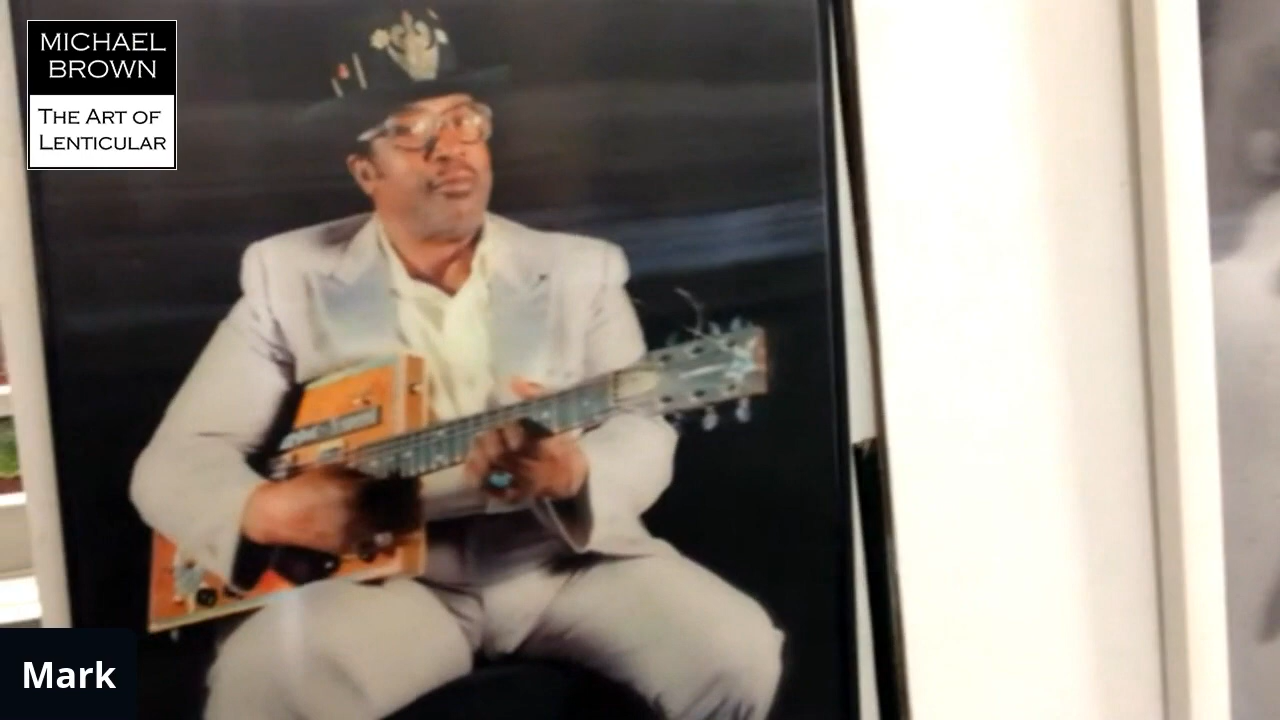 MICHAEL
BROWN
THE ART OF
LENTICULAR
Mark